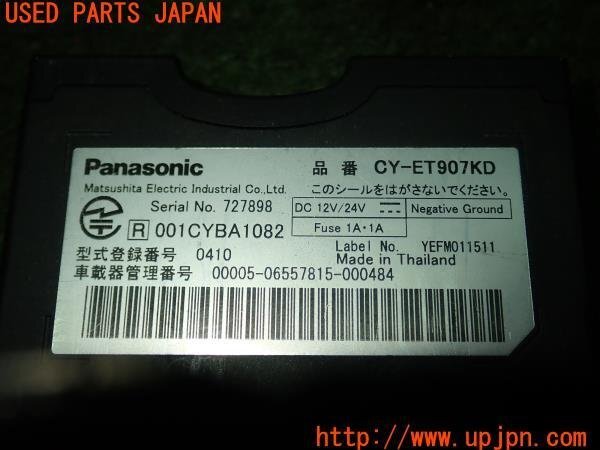 USED PARTS JAPAN
Panasonic 品番 CY-ET907KD
Matsushita Electric Industrial Co.,Ltd. このシールをはがさないでください。
Serial No. 727898 DC 12V/24V Negative Ground
R 001CYBA1082 Fuse 1A・1A
型式登録番号 0410 Label No. YEFM011511
Made in Thailand
車載器管理番号 00005-06557815-000484
http://www.upjpn.com/